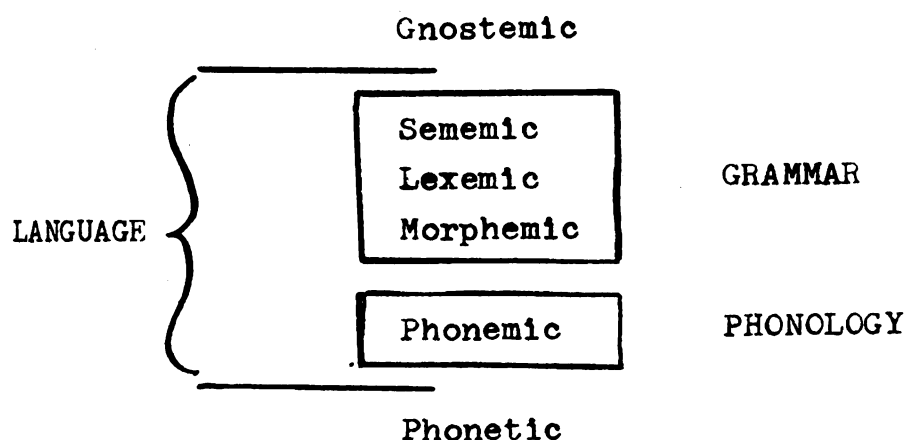 Gnostemic
Sememic
Lexemic GRAMMAR
Morphemic
LANGUAGE
Phonemic PHONOLOGY
Phonetic